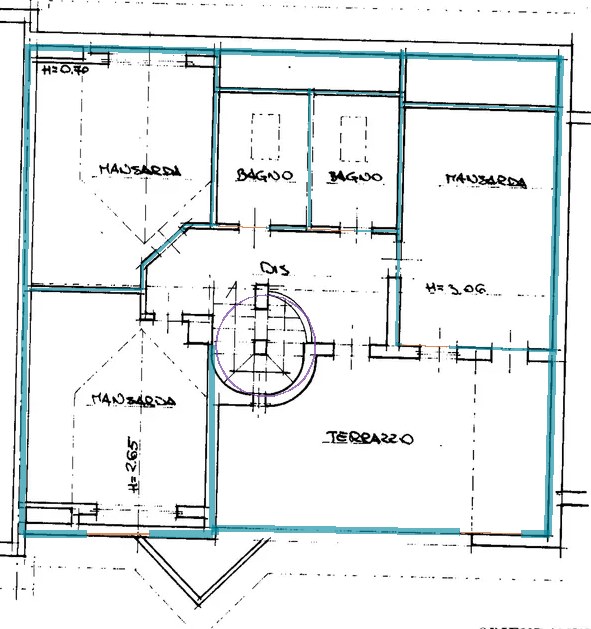 H=0.70
MANSARDA
BAGNO
BAGNO
MANSARDA
DIS
H=3.06
MANSARDA
H=2.65
TERRAZZO